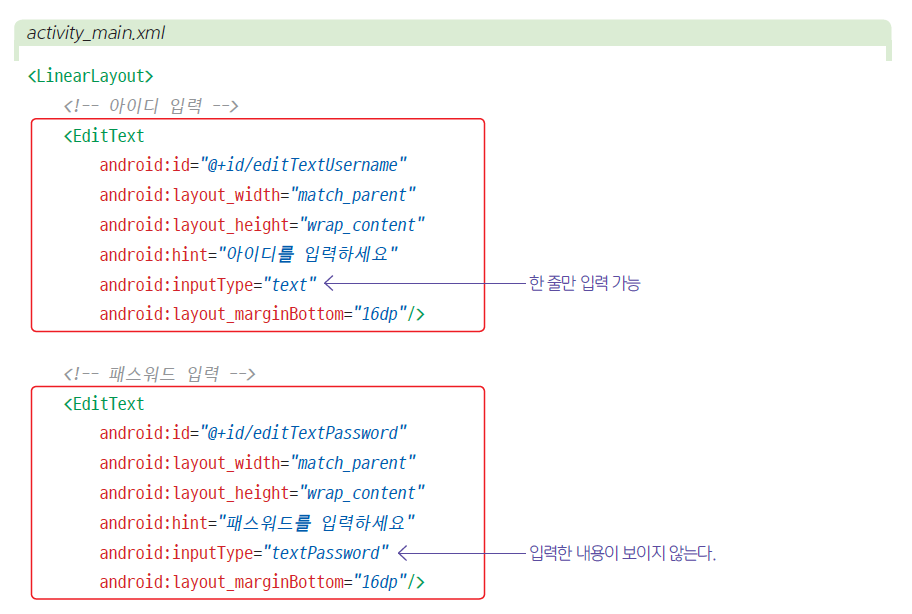 activity_main.xml
<LinearLayout>
<!-- 아이디 입력 -->
<EditText
android:id="@+id/editTextUsername"
android:layout_width="match_parent"
android:layout_height="wrap_content"
android:hint="아이디를 입력하세요"
android:inputType="text" 한 줄만 입력 가능
android:layout_marginBottom="16dp"/>
<!-- 패스워드 입력 -->
<EditText
android:id="@+id/editTextPassword"
android:layout_width="match_parent"
android:layout_height="wrap_content"
android:hint="패스워드를 입력하세요"
android:inputType="textPassword" 입력한 내용이 보이지 않는다.
android:layout_marginBottom="16dp"/>